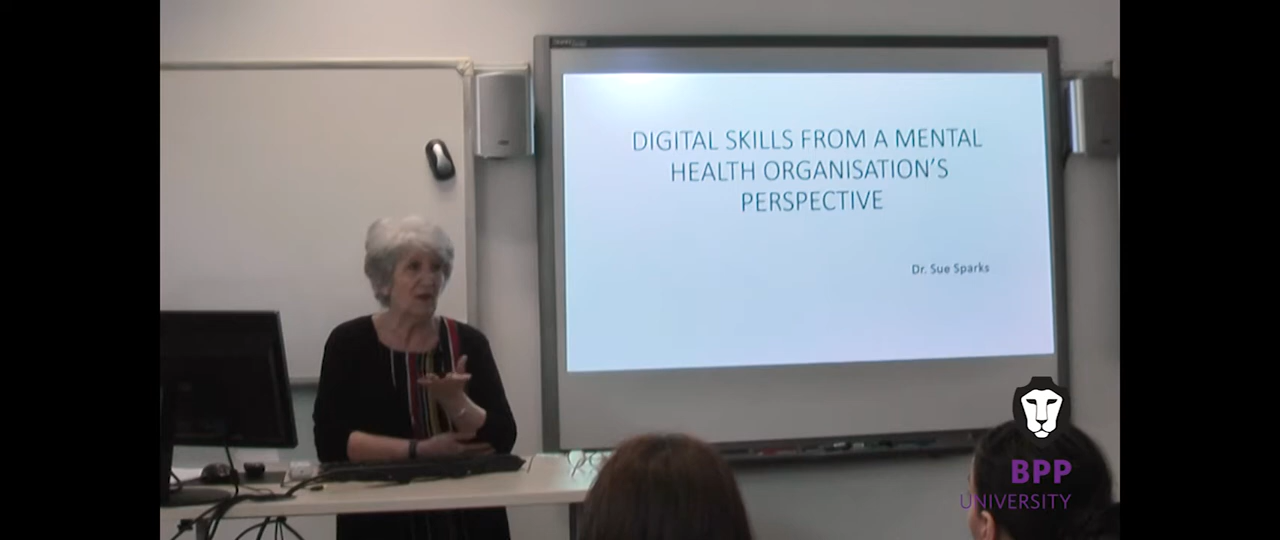 DIGITAL SKILLS FROM A MENTAL
HEALTH ORGANISATION'S
PERSPECTIVE
Dr. Sue Sparks
BPP
UNIVERSITY